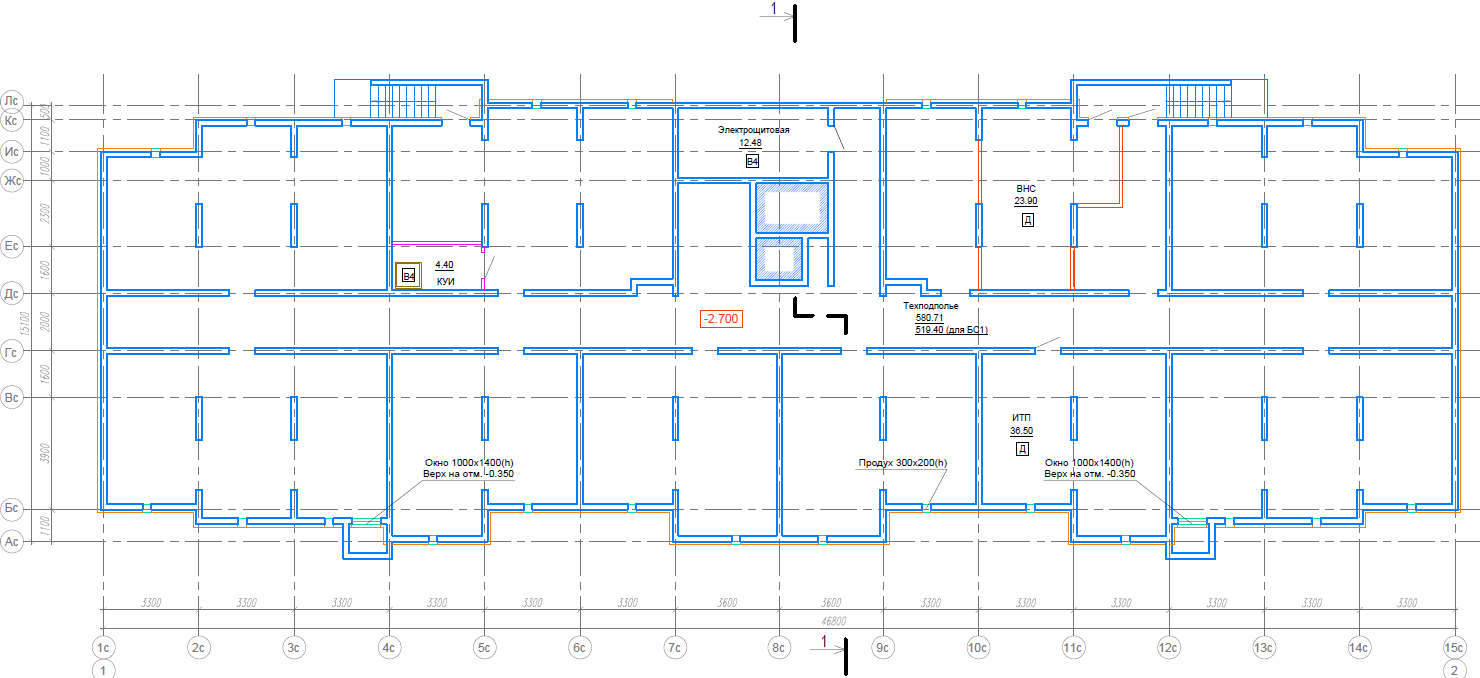 1
Лс
Кс
Ис
Жс
Ес
Дс
Гс
Вс
Бс
Ас
500
1100
1000
2300
1600
2000
1600
3900
1100
15100
Электрощитовая
12.48
В4
ВНС
23.90
Д
В4
4.40
КУИ
-2.700
Техподполье
580.71
519.40 (для БС1)
ИТП
36.50
Д
Окно 1000х1400(h)
Верх на отм. -0.350
Продух 300х200(h)
Окно 1000х1400(h)
Верх на отм. -0.350
3300 3300 3300 3300 3300 3300 3600 3600 3300 3300 3300 3300 3300 3300
46800
1
1с 2с 3с 4с 5с 6с 7с 8с 9с 10с 11с 12с 13с 14с 15с
1 2